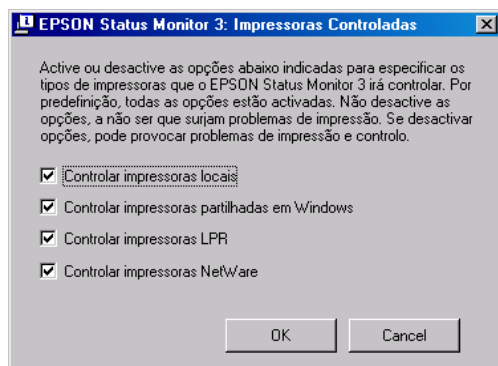 EPSON Status Monitor 3: Impressoras Controladas
Active ou desactive as opções abaixo indicadas para especificar os
tipos de impressoras que o EPSON Status Monitor 3 irá controlar. Por
predefinição, todas as opções estão activadas. Não desactive as
opções, a não ser que surjam problemas de impressão. Se desactivar
opções, pode provocar problemas de impressão e controlo.
Controlar impressoras locais
Controlar impressoras partilhadas em Windows
Controlar impressoras LPR
Controlar impressoras NetWare
OK
Cancel